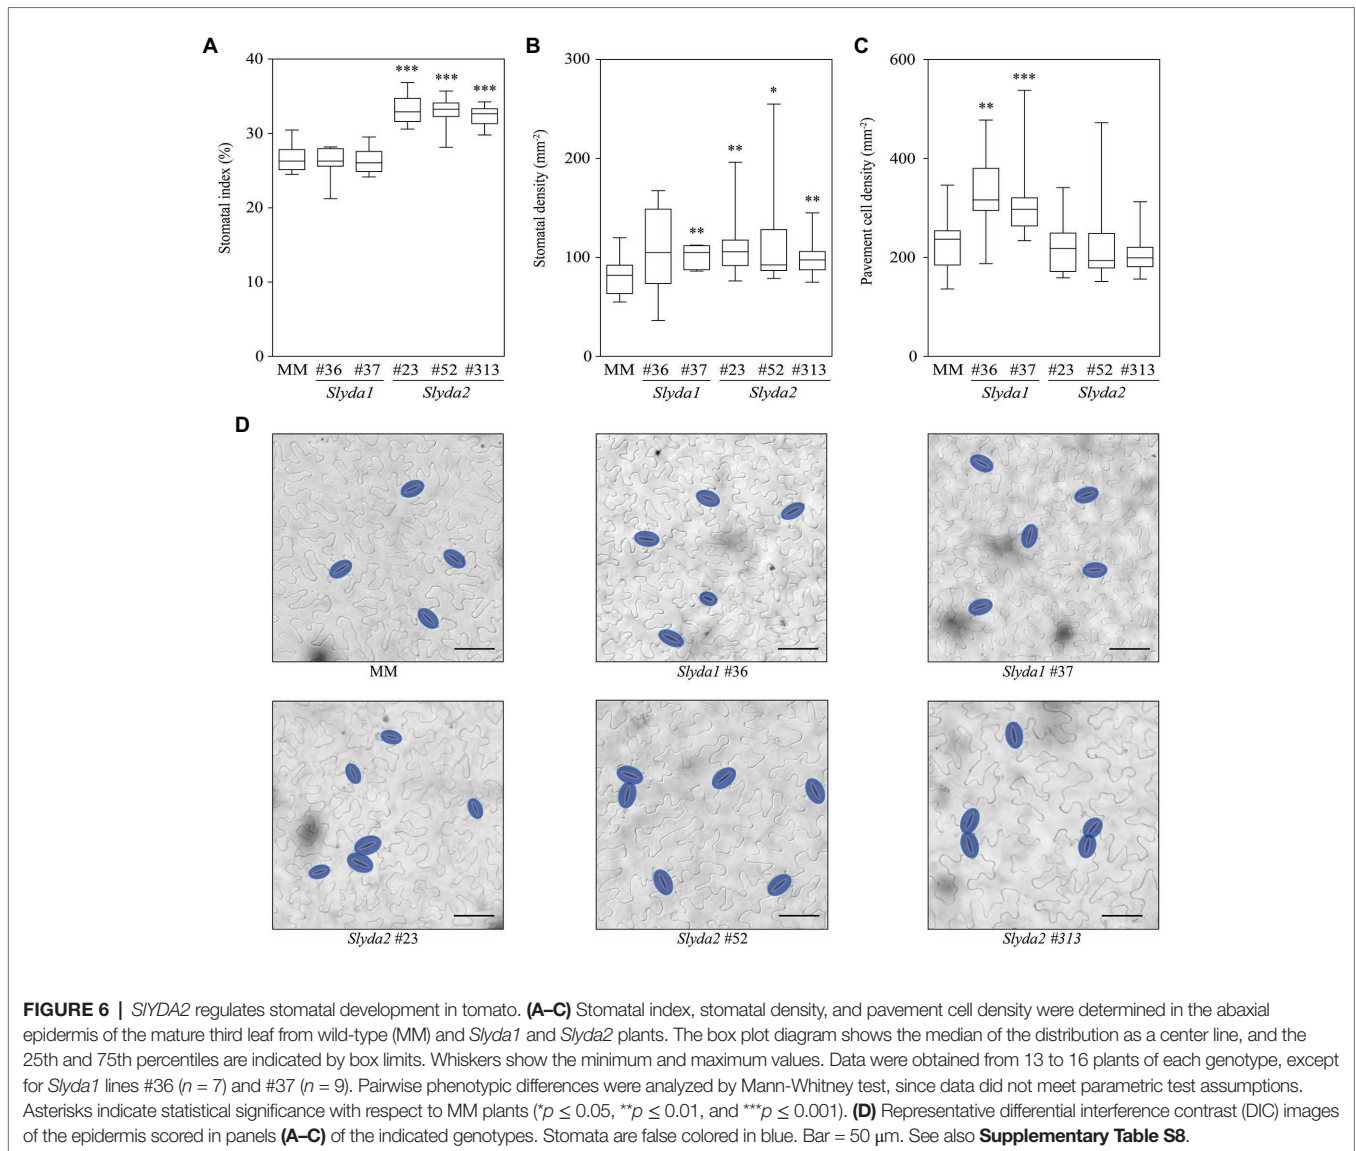 A
B
C
40
30
20
10
0
Stomatal index (%)
***
***
***
MM #36 #37 #23 #52 #313
Slyda1 Slyda2
300
200
100
0
Stomatal density (mm-2)
**
**
*
**
MM #36 #37 #23 #52 #313
Slyda1 Slyda2
600
400
200
0
Pavement cell density (mm-2)
**
***
MM #36 #37 #23 #52 #313
Slyda1 Slyda2
D
MM
Slyda1 #36
Slyda1 #37
Slyda2 #23
Slyda2 #52
Slyda2 #313
FIGURE 6 | SlYDA2 regulates stomatal development in tomato. (A–C) Stomatal index, stomatal density, and pavement cell density were determined in the abaxial
epidermis of the mature third leaf from wild-type (MM) and Slyda1 and Slyda2 plants. The box plot diagram shows the median of the distribution as a center line, and the
25th and 75th percentiles are indicated by box limits. Whiskers show the minimum and maximum values. Data were obtained from 13 to 16 plants of each genotype, except
for Slyda1 lines #36 (n = 7) and #37 (n = 9). Pairwise phenotypic differences were analyzed by Mann-Whitney test, since data did not meet parametric test assumptions.
Asterisks indicate statistical significance with respect to MM plants (*p ≤ 0.05, **p ≤ 0.01, and ***p ≤ 0.001). (D) Representative differential interference contrast (DIC) images
of the epidermis scored in panels (A–C) of the indicated genotypes. Stomata are false colored in blue. Bar = 50 μm. See also Supplementary Table S8.